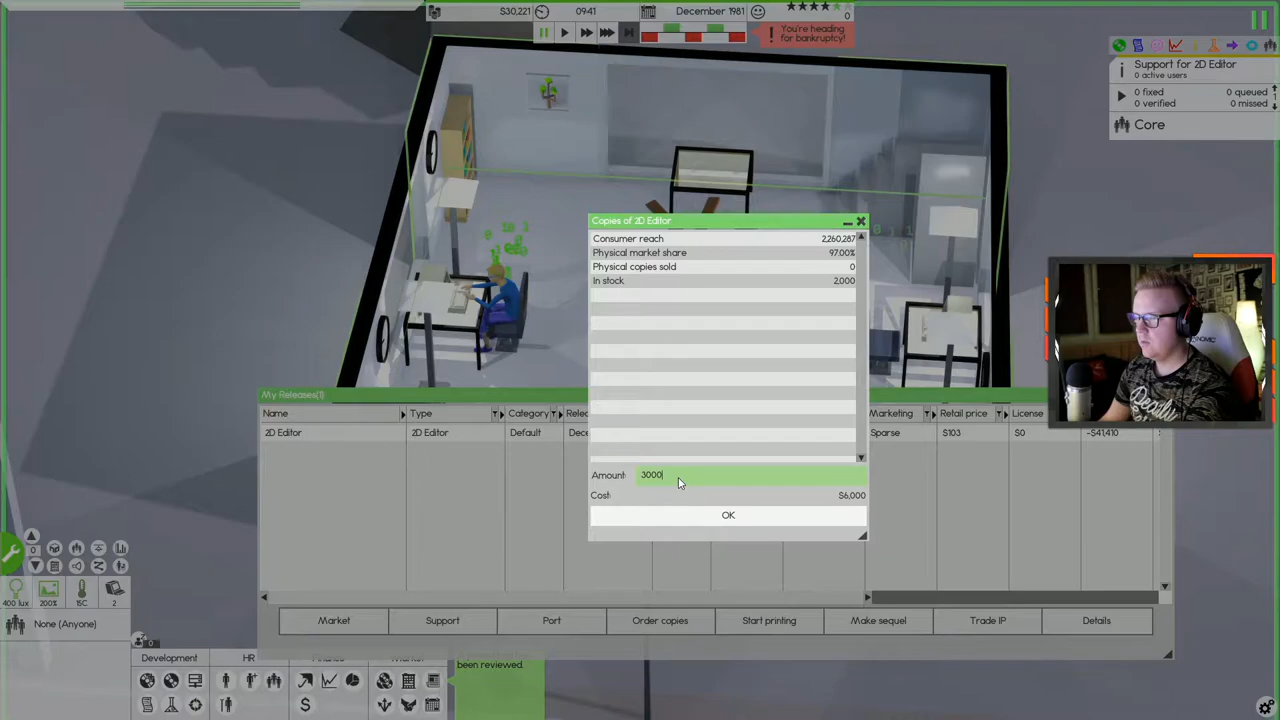 $30,221
09:41
December 1981
0
You're heading
for bankruptcy!
Support for 2D Editor
0 active users
0 fixed 0 queued
0 verified 0 missed
Core
Copies of 2D Editor
Consumer reach 2,260,287
Physical market share 97.00%
Physical copies sold 0
In stock 2,000
My Releases(1)
Name Type Category Marketing Retail price License
2D Editor 2D Editor Default Sparse $103 $0 -$41,410
Amount 3000
Cost: $6,000
OK
Market Support Port Order copies Start printing Make sequel Trade IP Details
0
400 lux 200% 15C 2
None (Anyone)
Development HR
been reviewed.